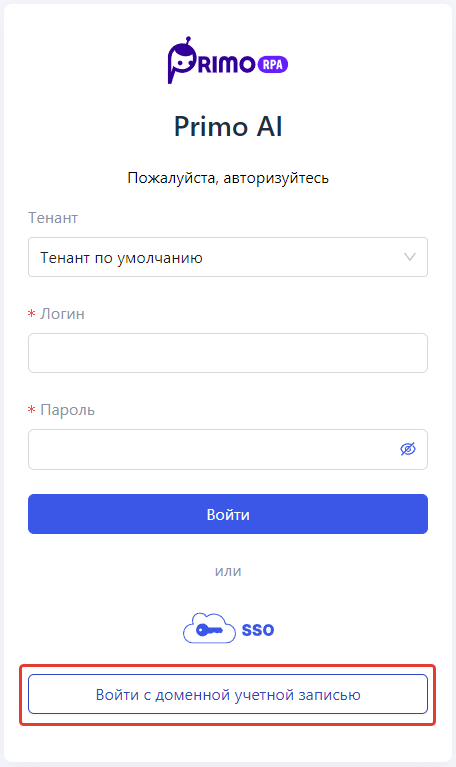 PRIMO RPA
Primo AI
Пожалуйста, авторизуйтесь
Тенант
Тенант по умолчанию
* Логин
* Пароль
Войти
или
SSO
Войти с доменной учетной записью